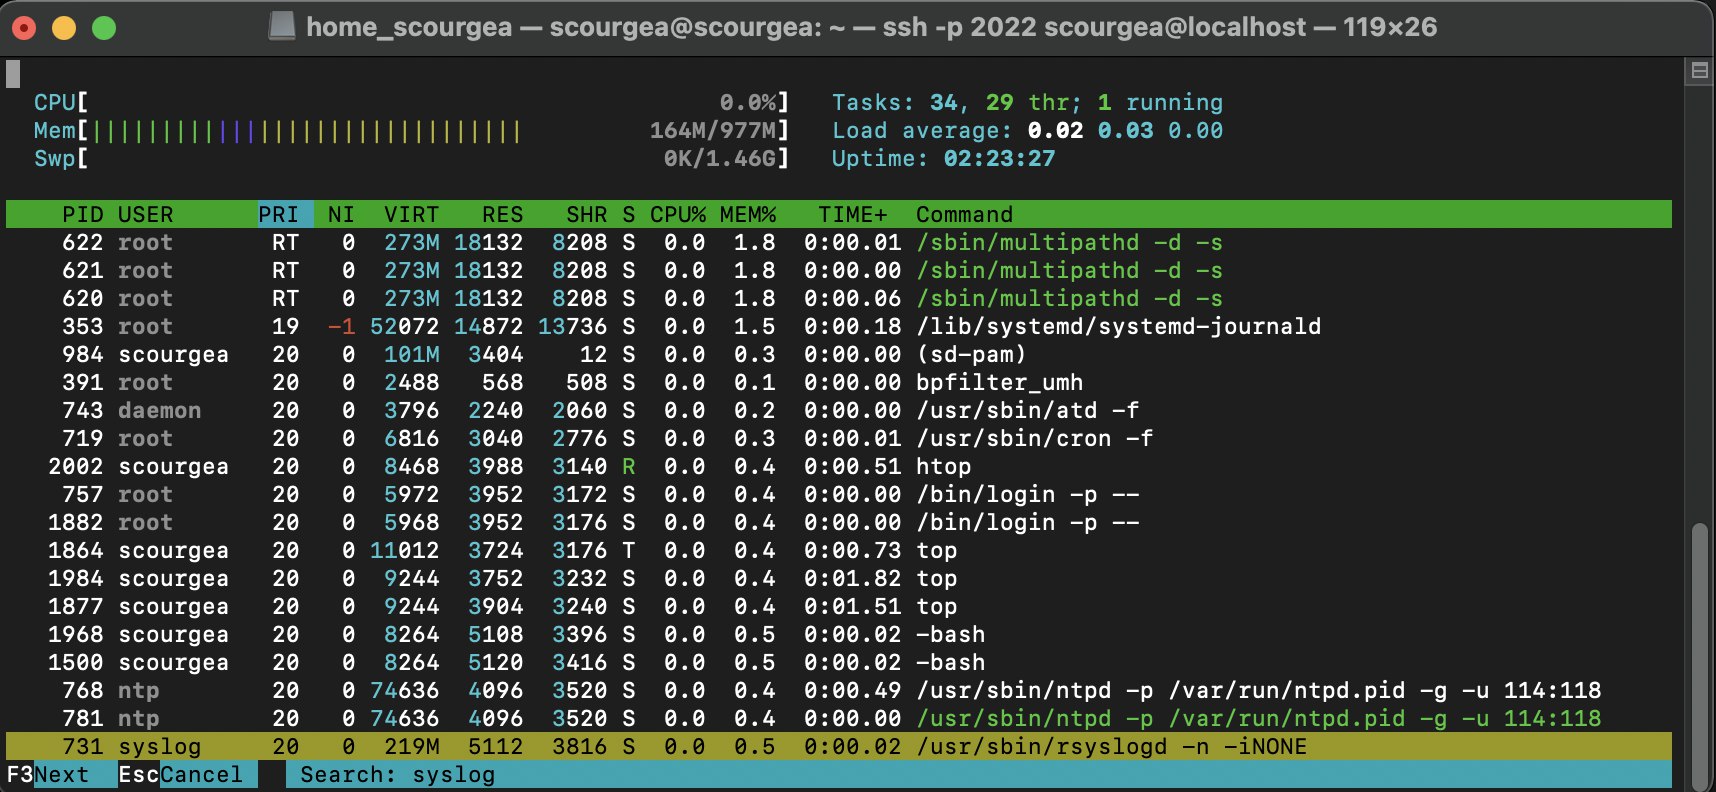 home_scourgea — scourgea@scourgea: ~ — ssh -p 2022 scourgea@localhost — 119×26
CPU[ 0.0%] Tasks: 34, 29 thr; 1 running
Mem[||||||||||||||||||||||||||||||| 164M/977M] Load average: 0.02 0.03 0.00
Swp[ 0K/1.46G] Uptime: 02:23:27
PID USER PRI NI VIRT RES SHR S CPU% MEM% TIME+ Command
622 root RT 0 273M 18132 8208 S 0.0 1.8 0:00.01 /sbin/multipathd -d -s
621 root RT 0 273M 18132 8208 S 0.0 1.8 0:00.00 /sbin/multipathd -d -s
620 root RT 0 273M 18132 8208 S 0.0 1.8 0:00.06 /sbin/multipathd -d -s
353 root 19 -1 52072 14872 13736 S 0.0 1.5 0:00.18 /lib/systemd/systemd-journald
984 scourgea 20 0 101M 3404 12 S 0.0 0.3 0:00.00 (sd-pam)
391 root 20 0 2488 568 508 S 0.0 0.1 0:00.00 bpfilter_umh
743 daemon 20 0 3796 2240 2060 S 0.0 0.2 0:00.00 /usr/sbin/atd -f
719 root 20 0 6816 3040 2776 S 0.0 0.3 0:00.01 /usr/sbin/cron -f
2002 scourgea 20 0 8468 3988 3140 R 0.0 0.4 0:00.51 htop
757 root 20 0 5972 3952 3172 S 0.0 0.4 0:00.00 /bin/login -p --
1882 root 20 0 5968 3952 3176 S 0.0 0.4 0:00.00 /bin/login -p --
1864 scourgea 20 0 11012 3724 3176 T 0.0 0.4 0:00.73 top
1984 scourgea 20 0 9244 3752 3232 S 0.0 0.4 0:01.82 top
1877 scourgea 20 0 9244 3904 3240 S 0.0 0.4 0:01.51 top
1968 scourgea 20 0 8264 5108 3396 S 0.0 0.5 0:00.02 -bash
1500 scourgea 20 0 8264 5120 3416 S 0.0 0.5 0:00.02 -bash
768 ntp 20 0 74636 4096 3520 S 0.0 0.4 0:00.49 /usr/sbin/ntpd -p /var/run/ntpd.pid -g -u 114:118
781 ntp 20 0 74636 4096 3520 S 0.0 0.4 0:00.00 /usr/sbin/ntpd -p /var/run/ntpd.pid -g -u 114:118
731 syslog 20 0 219M 5112 3816 S 0.0 0.5 0:00.02 /usr/sbin/rsyslogd -n -iNONE
F3Next EscCancel Search: syslog